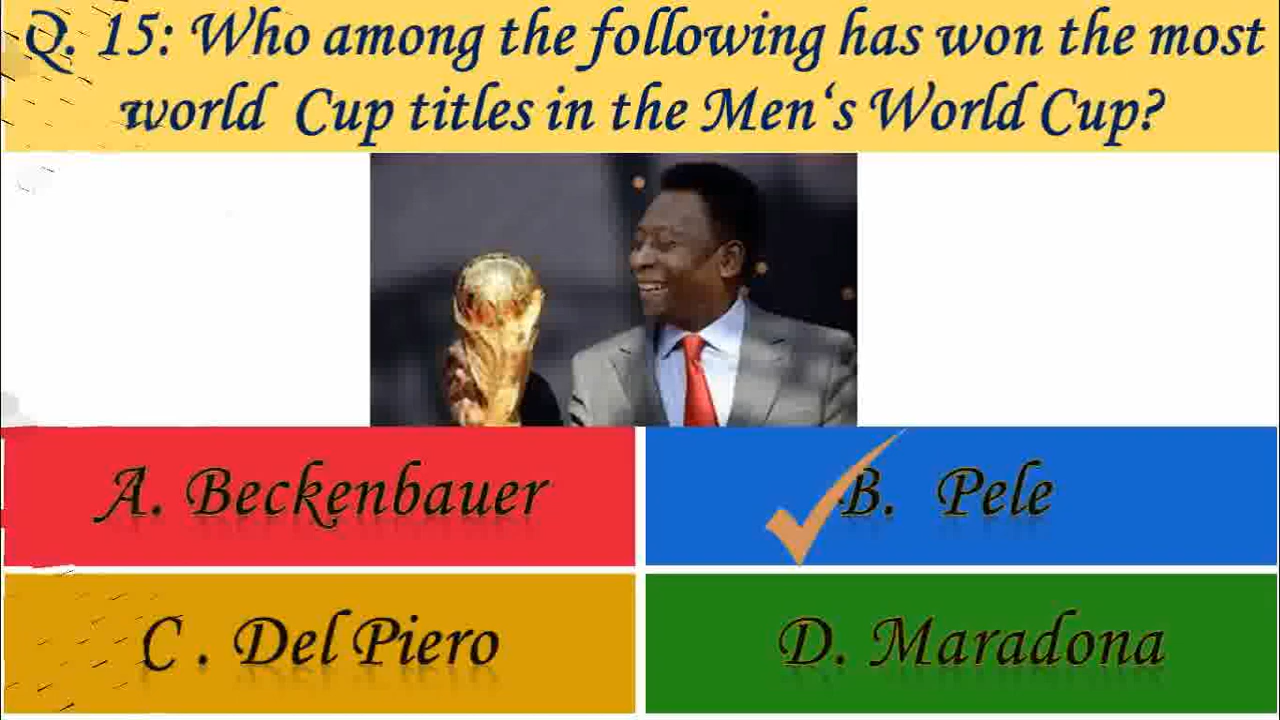 Q. 15: Who among the following has won the most
world Cup titles in the Men‘s World Cup?
A. Beckenbauer
B. Pele
C . Del Piero
D. Maradona